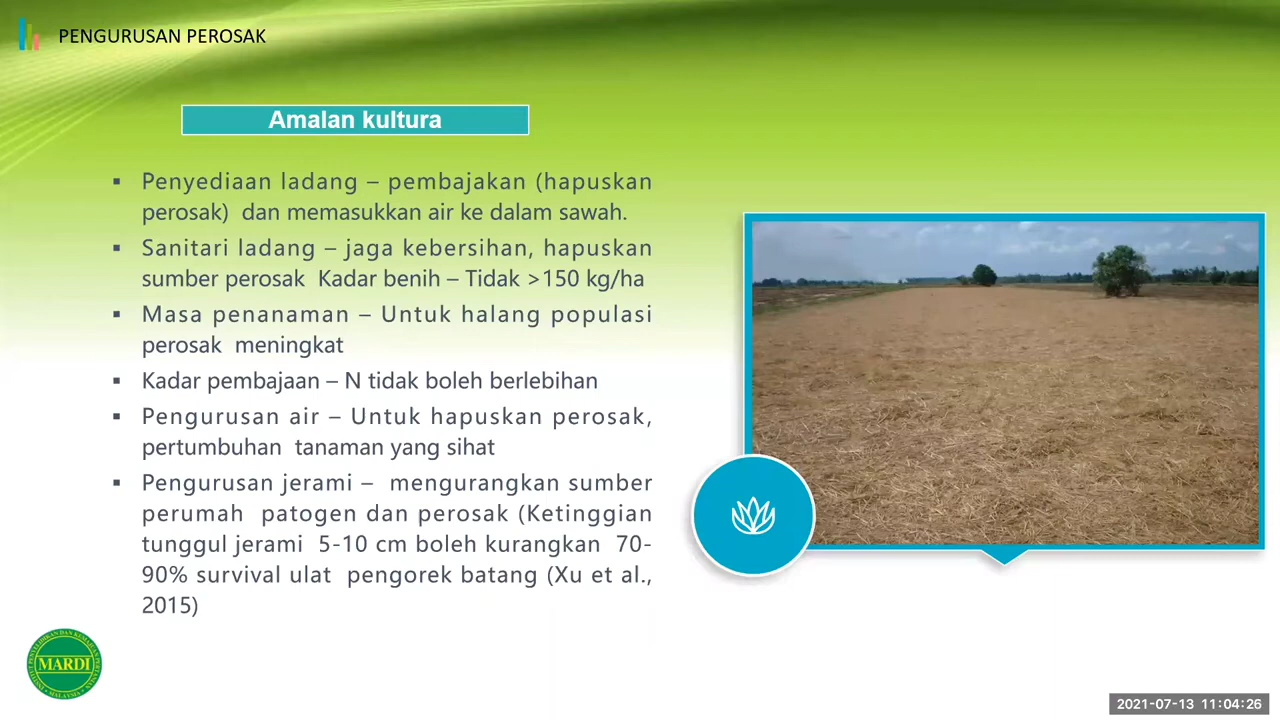 PENGURUSAN PEROSAK
Amalan kultura
▪ Penyediaan ladang – pembajakan (hapuskan
perosak) dan memasukkan air ke dalam sawah.
▪ Sanitari ladang – jaga kebersihan, hapuskan
sumber perosak Kadar benih – Tidak >150 kg/ha
▪ Masa penanaman – Untuk halang populasi
perosak meningkat
▪ Kadar pembajaan – N tidak boleh berlebihan
▪ Pengurusan air – Untuk hapuskan perosak,
pertumbuhan tanaman yang sihat
▪ Pengurusan jerami – mengurangkan sumber
perumah patogen dan perosak (Ketinggian
tunggul jerami 5-10 cm boleh kurangkan 70-
90% survival ulat pengorek batang (Xu et al.,
2015)
MARDI
MALAYSIA
2021-07-13 11:04:26